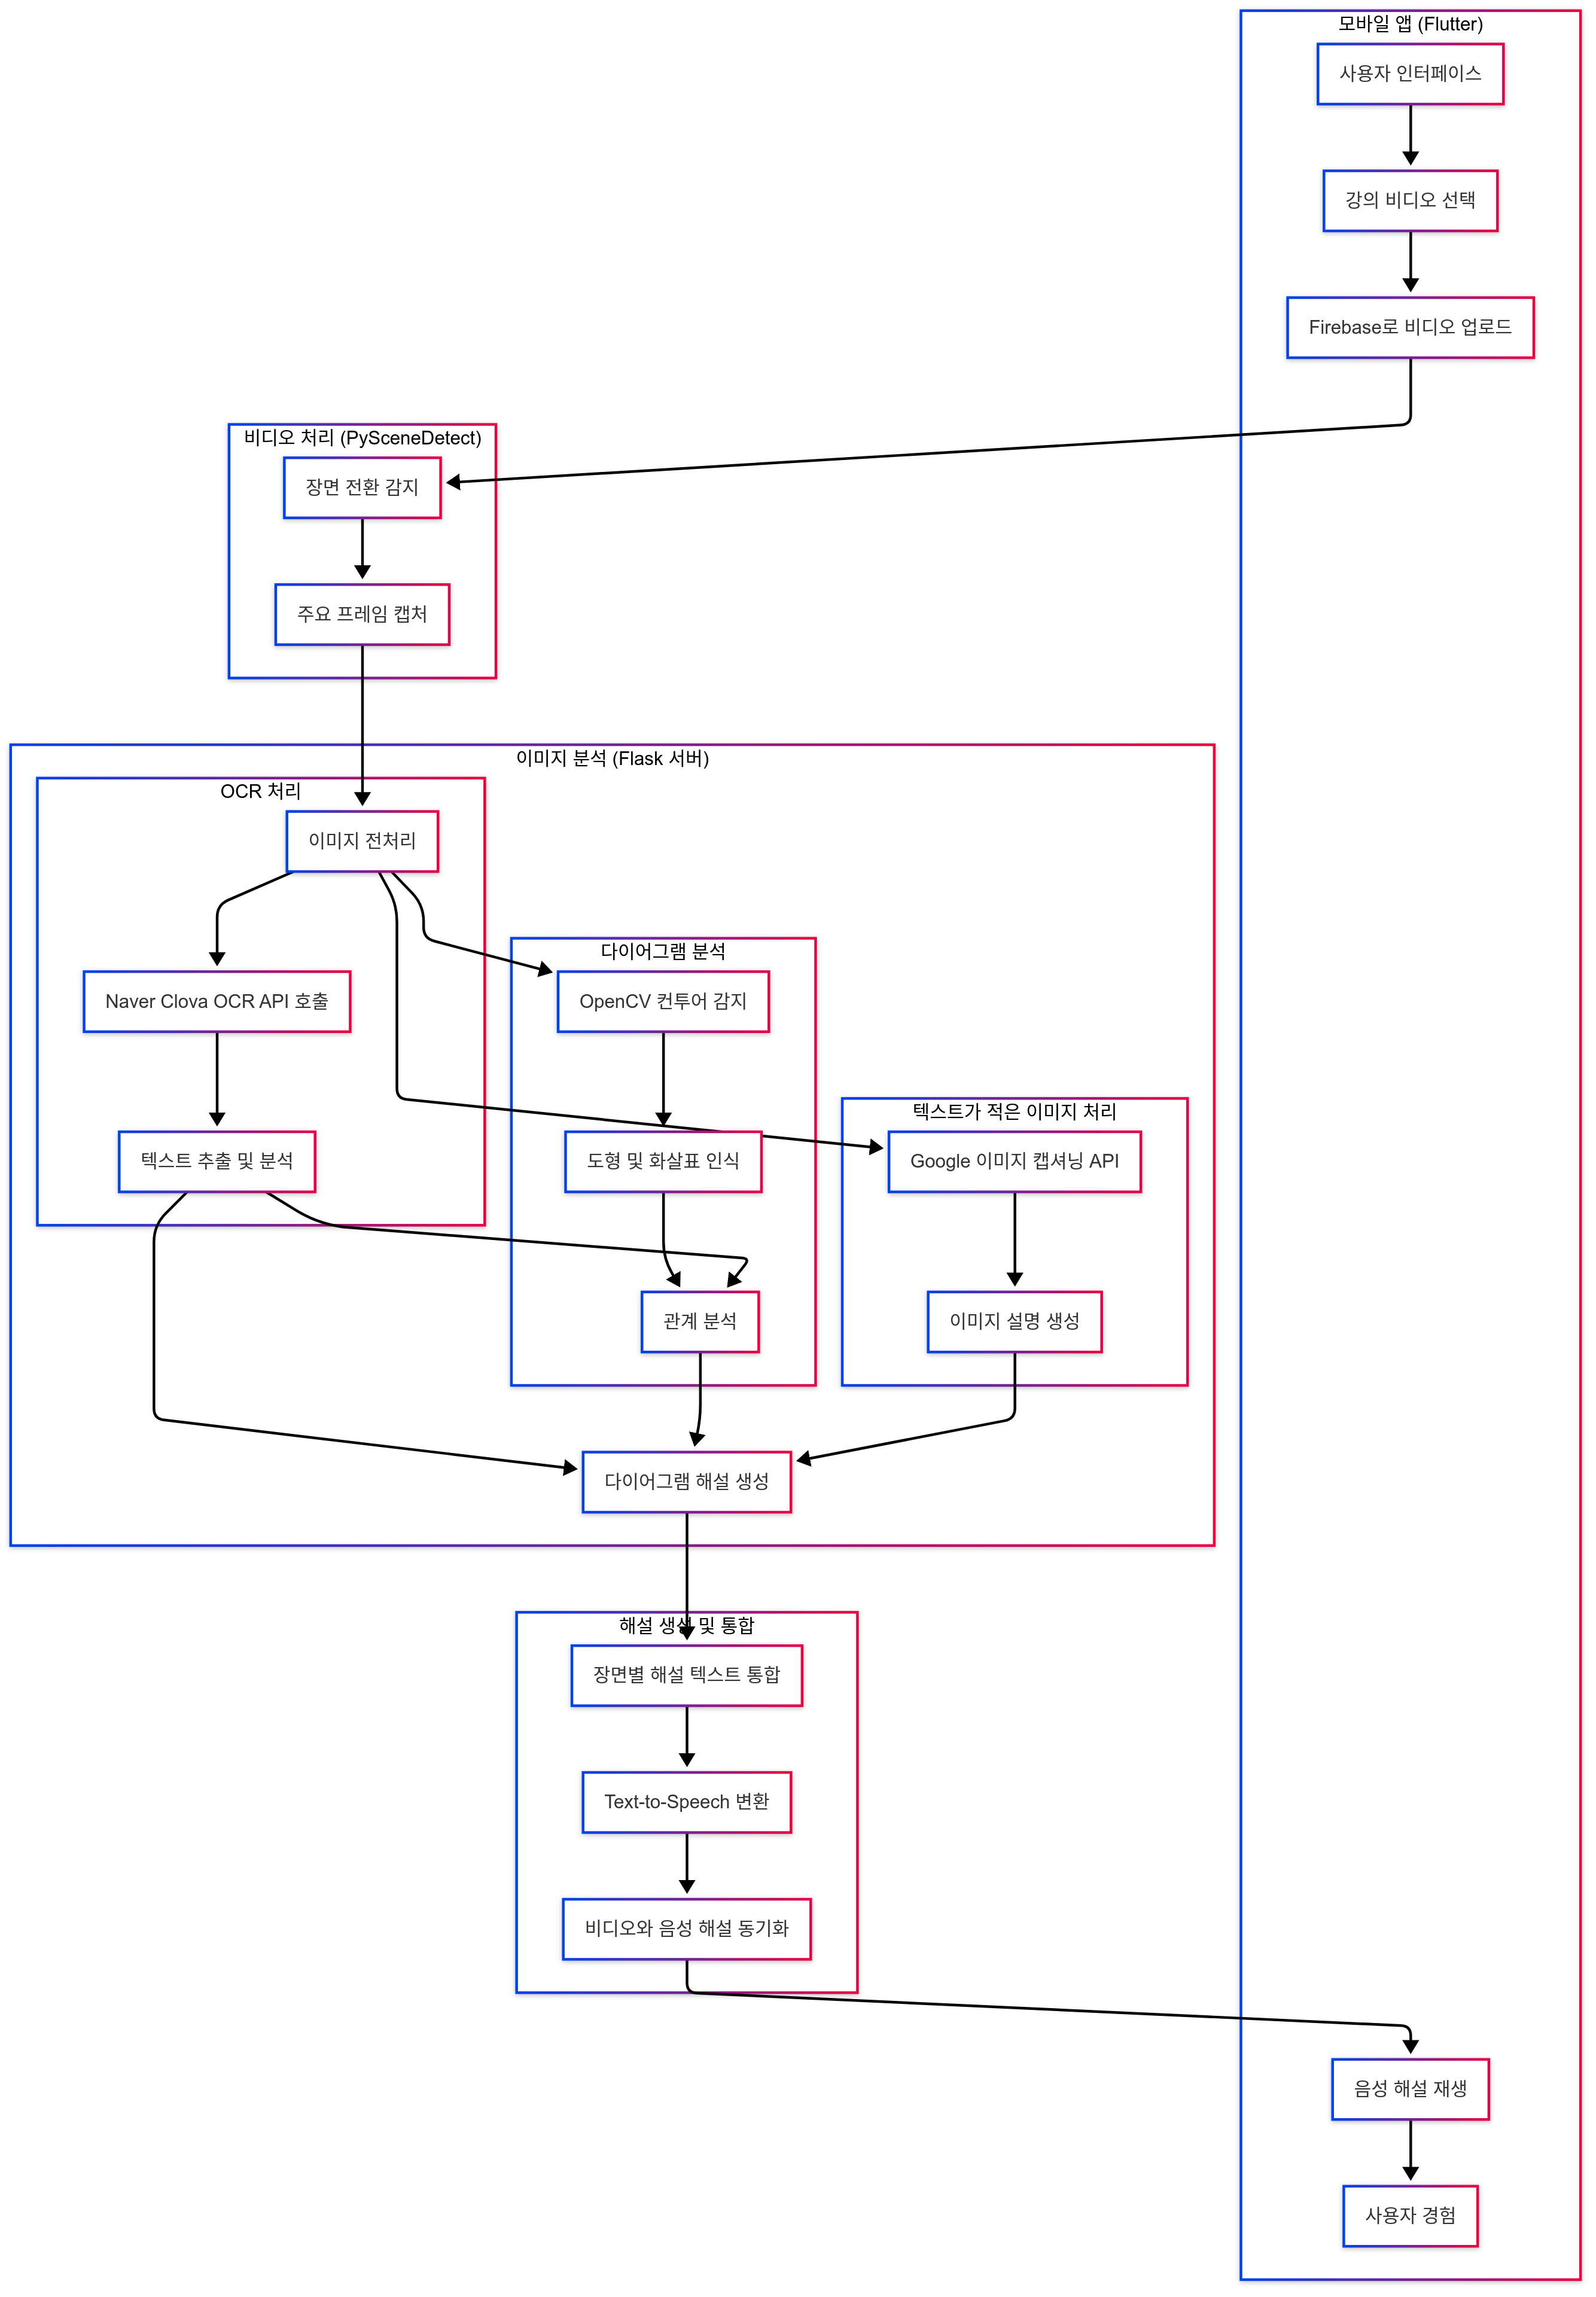 모바일 앱 (Flutter)
사용자 인터페이스
강의 비디오 선택
Firebase로 비디오 업로드
비디오 처리 (PySceneDetect)
장면 전환 감지
주요 프레임 캡처
이미지 분석 (Flask 서버)
OCR 처리
이미지 전처리
Naver Clova OCR API 호출
텍스트 추출 및 분석
다이어그램 분석
OpenCV 컨투어 감지
도형 및 화살표 인식
관계 분석
텍스트가 적은 이미지 처리
Google 이미지 캡셔닝 API
이미지 설명 생성
다이어그램 해설 생성
해설 생성 및 통합
장면별 해설 텍스트 통합
Text-to-Speech 변환
비디오와 음성 해설 동기화
음성 해설 재생
사용자 경험